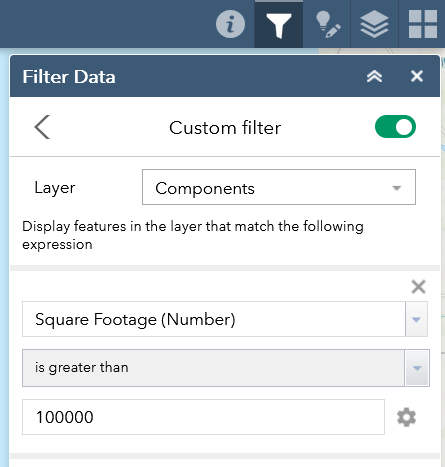 Filter Data
Custom filter
Layer
Components
Display features in the layer that match the following
expression
Square Footage (Number)
is greater than
100000